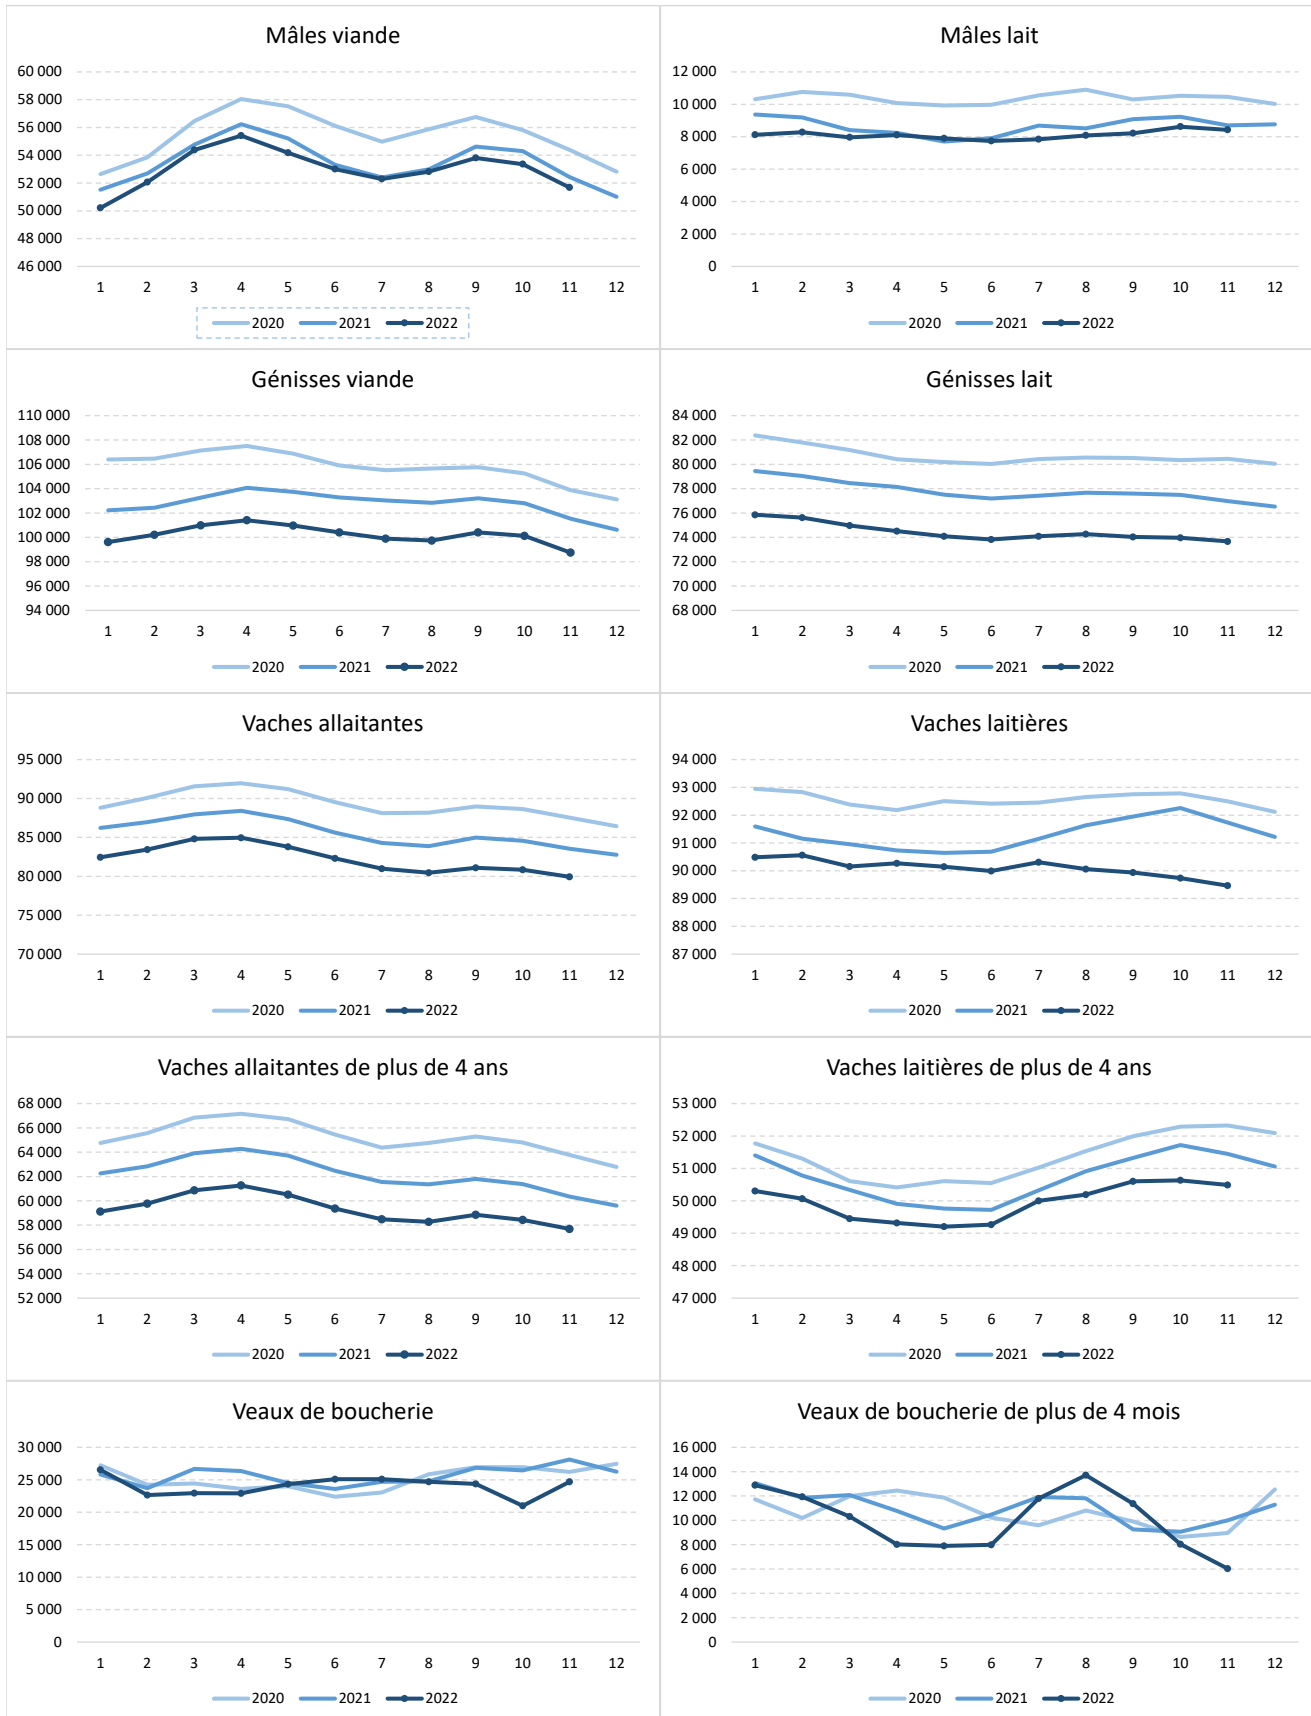 Mâles viande
60 000
58 000
56 000
54 000
52 000
50 000
48 000
46 000
1 2 3 4 5 6 7 8 9 10 11 12
2020 2021 2022
Mâles lait
12 000
10 000
8 000
6 000
4 000
2 000
0
1 2 3 4 5 6 7 8 9 10 11 12
2020 2021 2022
Génisses viande
110 000
108 000
106 000
104 000
102 000
100 000
98 000
96 000
94 000
1 2 3 4 5 6 7 8 9 10 11 12
2020 2021 2022
Génisses lait
84 000
82 000
80 000
78 000
76 000
74 000
72 000
70 000
68 000
1 2 3 4 5 6 7 8 9 10 11 12
2020 2021 2022
Vaches allaitantes
95 000
90 000
85 000
80 000
75 000
70 000
1 2 3 4 5 6 7 8 9 10 11 12
2020 2021 2022
Vaches laitières
94 000
93 000
92 000
91 000
90 000
89 000
88 000
87 000
1 2 3 4 5 6 7 8 9 10 11 12
2020 2021 2022
Vaches allaitantes de plus de 4 ans
68 000
66 000
64 000
62 000
60 000
58 000
56 000
54 000
52 000
1 2 3 4 5 6 7 8 9 10 11 12
2020 2021 2022
Vaches laitières de plus de 4 ans
53 000
52 000
51 000
50 000
49 000
48 000
47 000
1 2 3 4 5 6 7 8 9 10 11 12
2020 2021 2022
Veaux de boucherie
30 000
25 000
20 000
15 000
10 000
5 000
0
1 2 3 4 5 6 7 8 9 10 11 12
2020 2021 2022
Veaux de boucherie de plus de 4 mois
16 000
14 000
12 000
10 000
8 000
6 000
4 000
2 000
0
1 2 3 4 5 6 7 8 9 10 11 12
2020 2021 2022